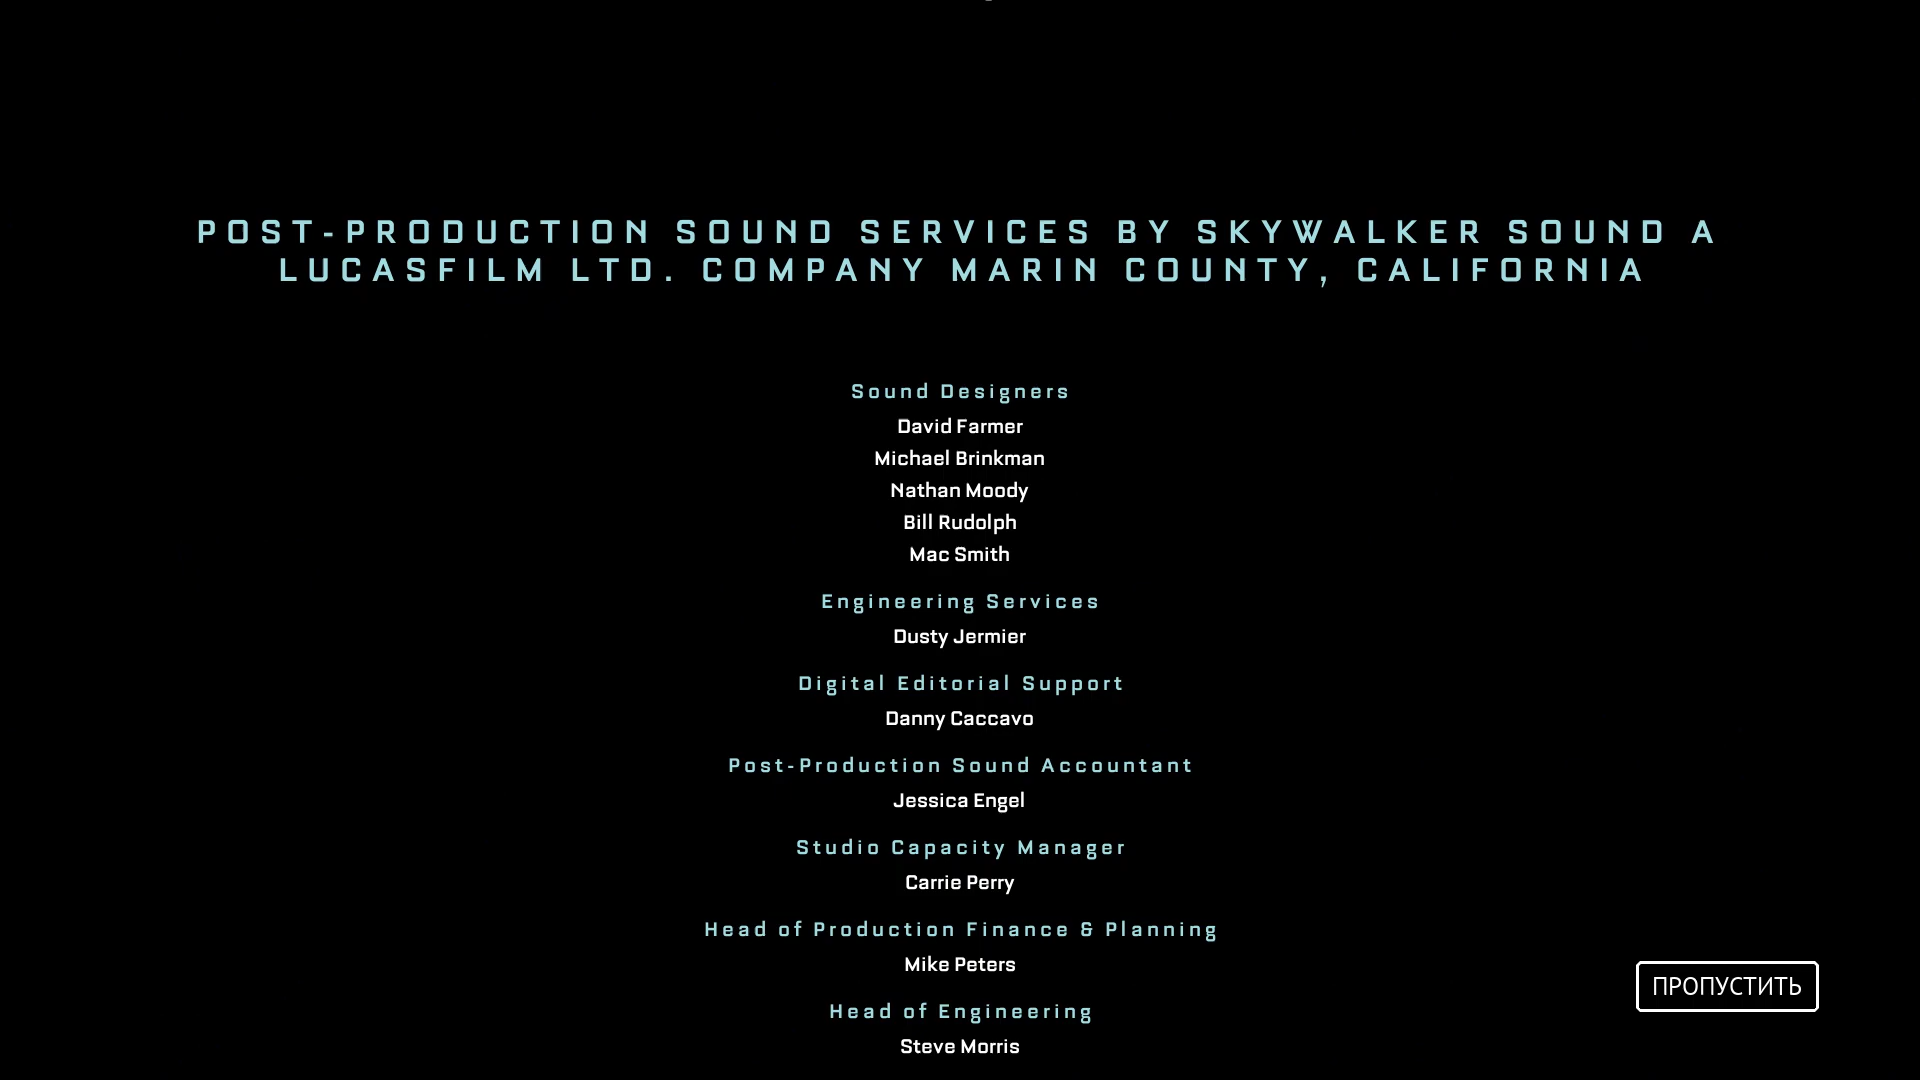 POST-PRODUCTION SOUND SERVICES BY SKYWALKER SOUND A
LUCASFILM LTD. COMPANY MARIN COUNTY, CALIFORNIA
Sound Designers
David Farmer
Michael Brinkman
Nathan Moody
Bill Rudolph
Mac Smith
Engineering Services
Dusty Jermier
Digital Editorial Support
Danny Caccavo
Post-Production Sound Accountant
Jessica Engel
Studio Capacity Manager
Carrie Perry
Head of Production Finance & Planning
Mike Peters
Head of Engineering
Steve Morris
ПРОПУСТИТЬ